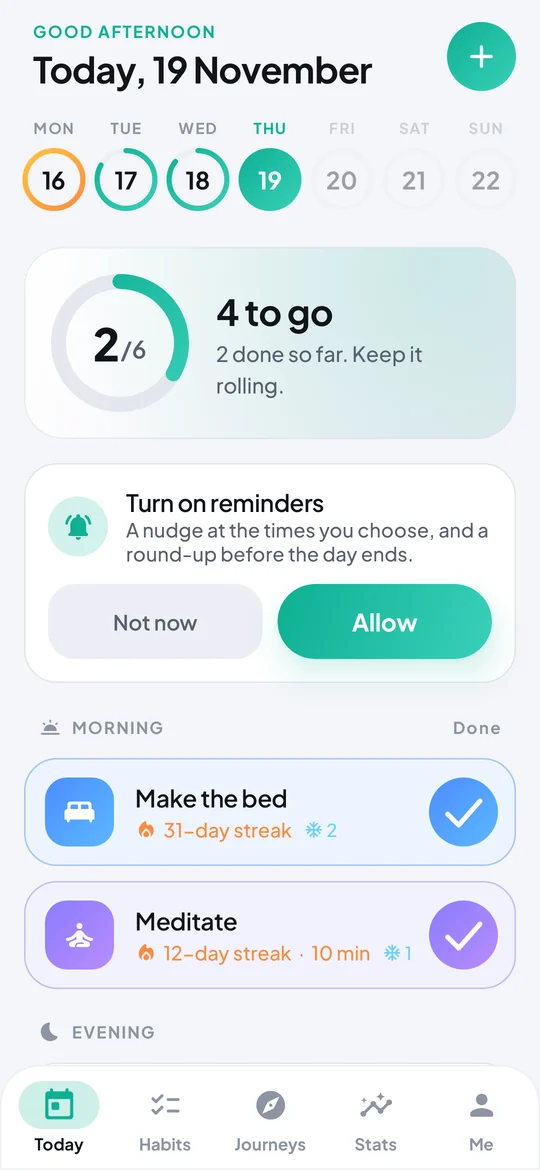 GOOD AFTERNOON
Today, 19 November
MON TUE WED THU FRI SAT SUN
16 17 18 19 20 21 22
2/6
4 to go
2 done so far. Keep it
rolling.
Turn on reminders
A nudge at the times you choose, and a
round-up before the day ends.
Not now
Allow
MORNING
Done
Make the bed
31-day streak 2
Meditate
12-day streak · 10 min 1
EVENING
Today Habits Journeys Stats Me